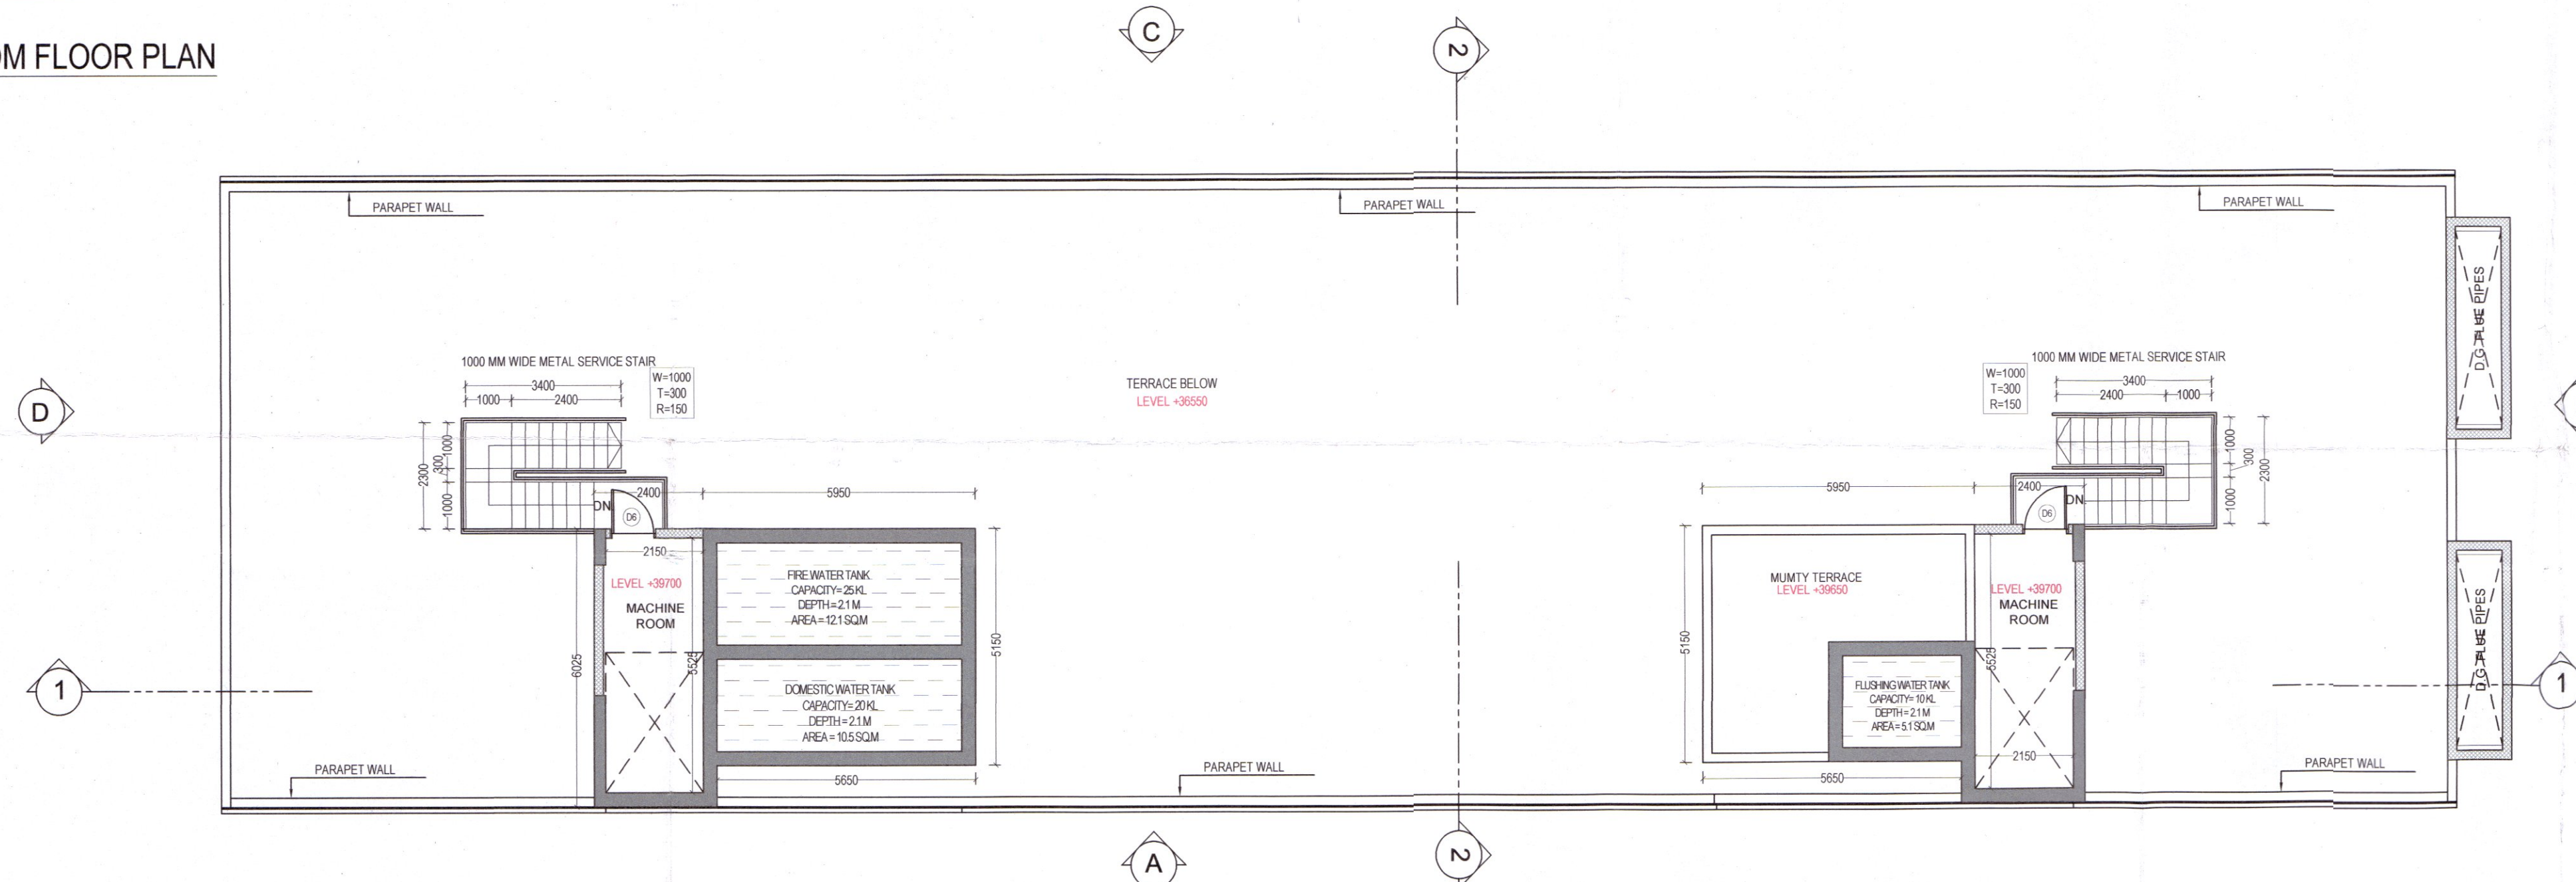 OM FLOOR PLAN
C
2
PARAPET WALL
PARAPET WALL
PARAPET WALL
D.G FLUE PIPES
1000 MM WIDE METAL SERVICE STAIR
W=1000
T=300
R=150
3400
1000
2400
TERRACE BELOW
LEVEL +36550
1000 MM WIDE METAL SERVICE STAIR
W=1000
T=300
R=150
3400
2400
1000
D
2300
1000
300
1000
2400
5950
DN
D6
5950
2400
DN
D6
1000
300
1000
2300
2150
LEVEL +39700
MACHINE
ROOM
6025
5525
FIRE WATER TANK
CAPACITY=25 KL
DEPTH=2.1 M
AREA=12.1 SQ.M
DOMESTIC WATER TANK
CAPACITY=20 KL
DEPTH=2.1 M
AREA=10.5 SQ.M
5150
5650
5150
MUMTY TERRACE
LEVEL +39650
LEVEL +39700
MACHINE
ROOM
5525
FLUSHING WATER TANK
CAPACITY=10 KL
DEPTH=2.1 M
AREA=5.1 SQ.M
2150
5650
D.G FLUE PIPES
1
1
PARAPET WALL
PARAPET WALL
PARAPET WALL
A
2